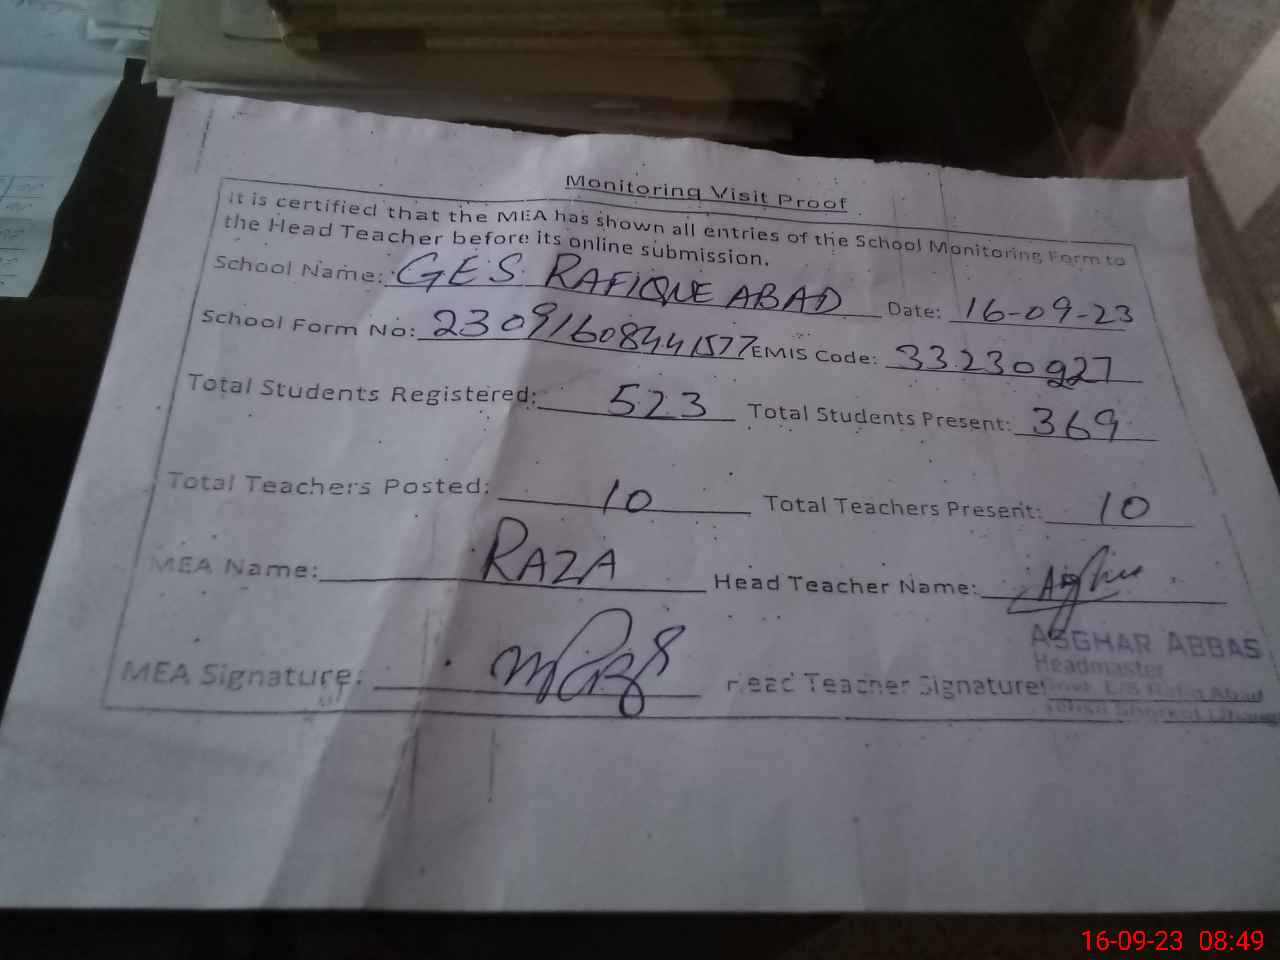 Monitoring Visit Proof
It is certified that the MEA has shown all entries of the School Monitoring Form to
the Head Teacher before its online submission.
School Name: GES RAFIQUE ABAD Date: 16-09-23
School Form No: 23091608441577 EMIS Code: 33230927
Total Students Registered: 523 Total Students Present: 369
Total Teachers Posted: 10 Total Teachers Present: 10
MEA Name: RAZA Head Teacher Name:
ASGHAR ABBAS
Headmaster
MEA Signature: Head Teacher Signature:
Govt. E/S Rafiq Abad
16-09-23 08:49